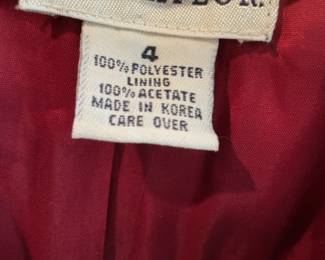 4
100% POLYESTER
LINING
100% ACETATE
MADE IN KOREA
CARE OVER